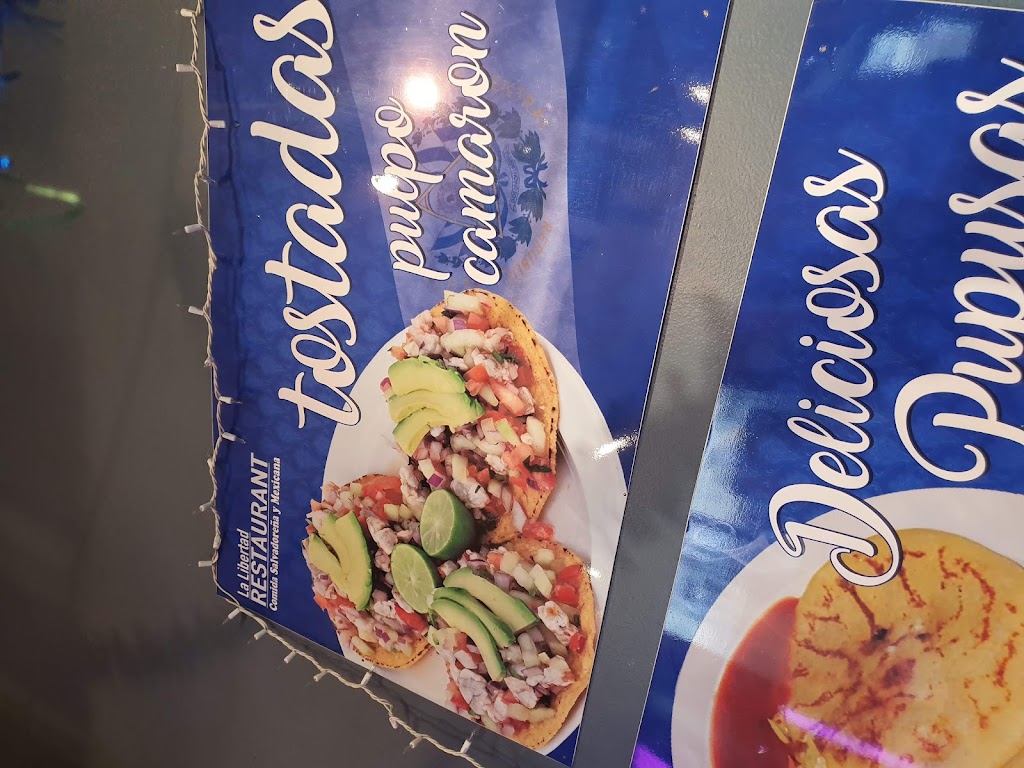 La Libertad
RESTAURANT
Comida Salvadoreña y Mexicana
tostadas
pulpo
camaron
Deliciosas
Pupusas